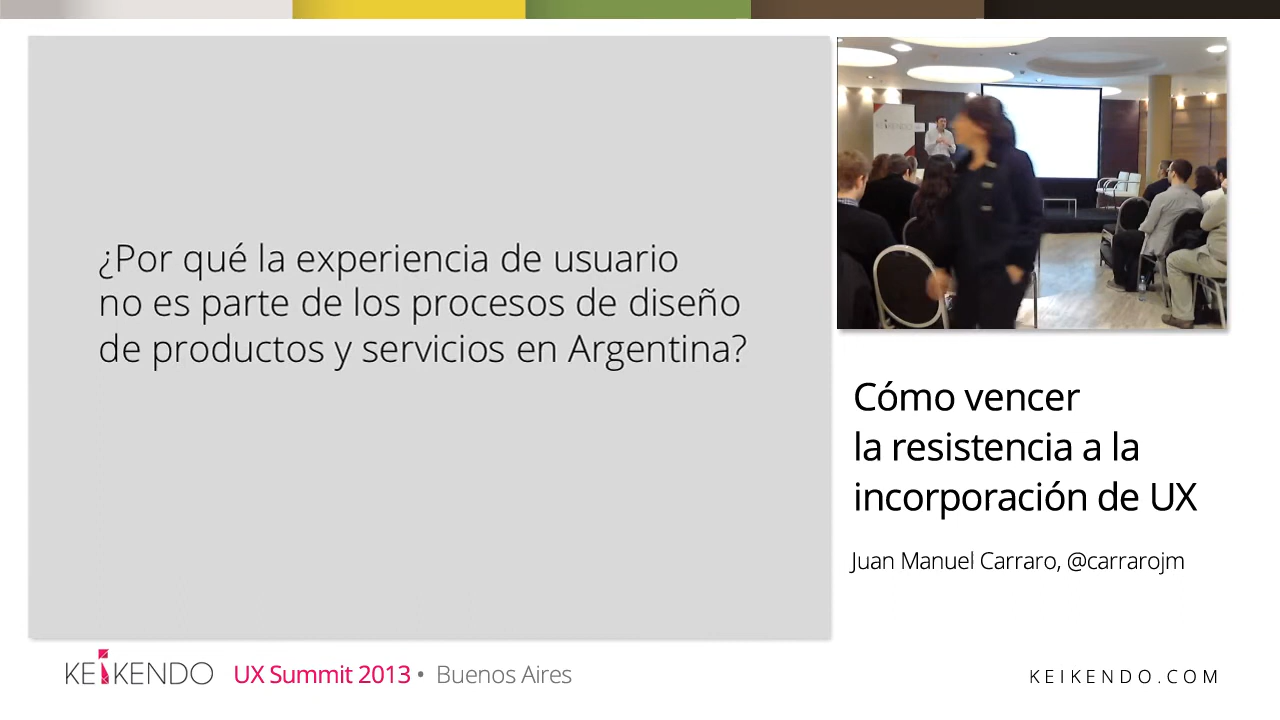 ¿Por qué la experiencia de usuario
no es parte de los procesos de diseño
de productos y servicios en Argentina?
KEIKENDO
Cómo vencer
la resistencia a la
incorporación de UX
Juan Manuel Carraro, @carrarojm
KEIKENDO UX Summit 2013 • Buenos Aires
KEIKENDO.COM